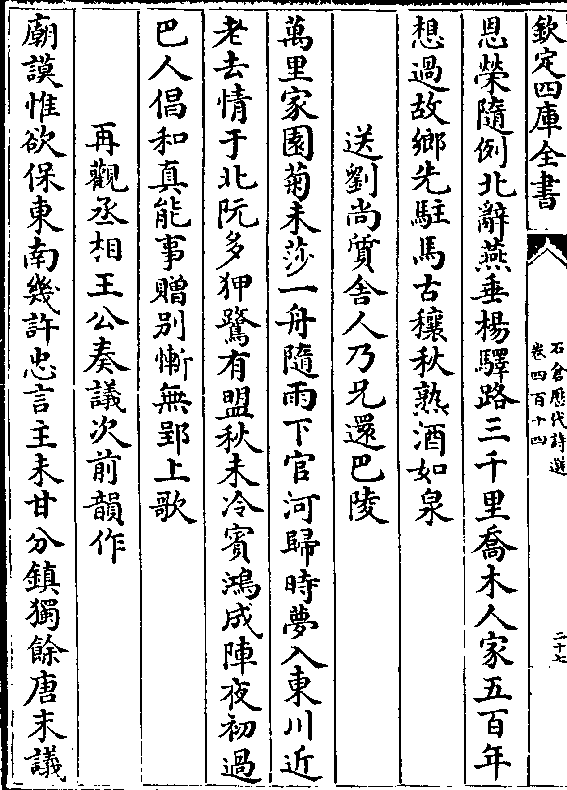 欽定四庫全書
石倉歷代詩選
卷四百十四
二十七
恩榮隨例北辭燕垂楊驛路三千里喬木人家五百年
想過故鄉先駐馬古穰秋熟酒如泉
送劉尚質舍人乃兄還巴陵
萬里家園菊未莎一舟隨雨下官河歸時夢入東川近
老去情于北阮多狎鷺有盟秋未冷賓鴻成陣夜初過
巴人倡和真能事贈別慚無郢上歌
再觀丞相王公奏議次前韻作
廟謨惟欲保東南幾許忠言主未甘分鎮獨餘唐末議